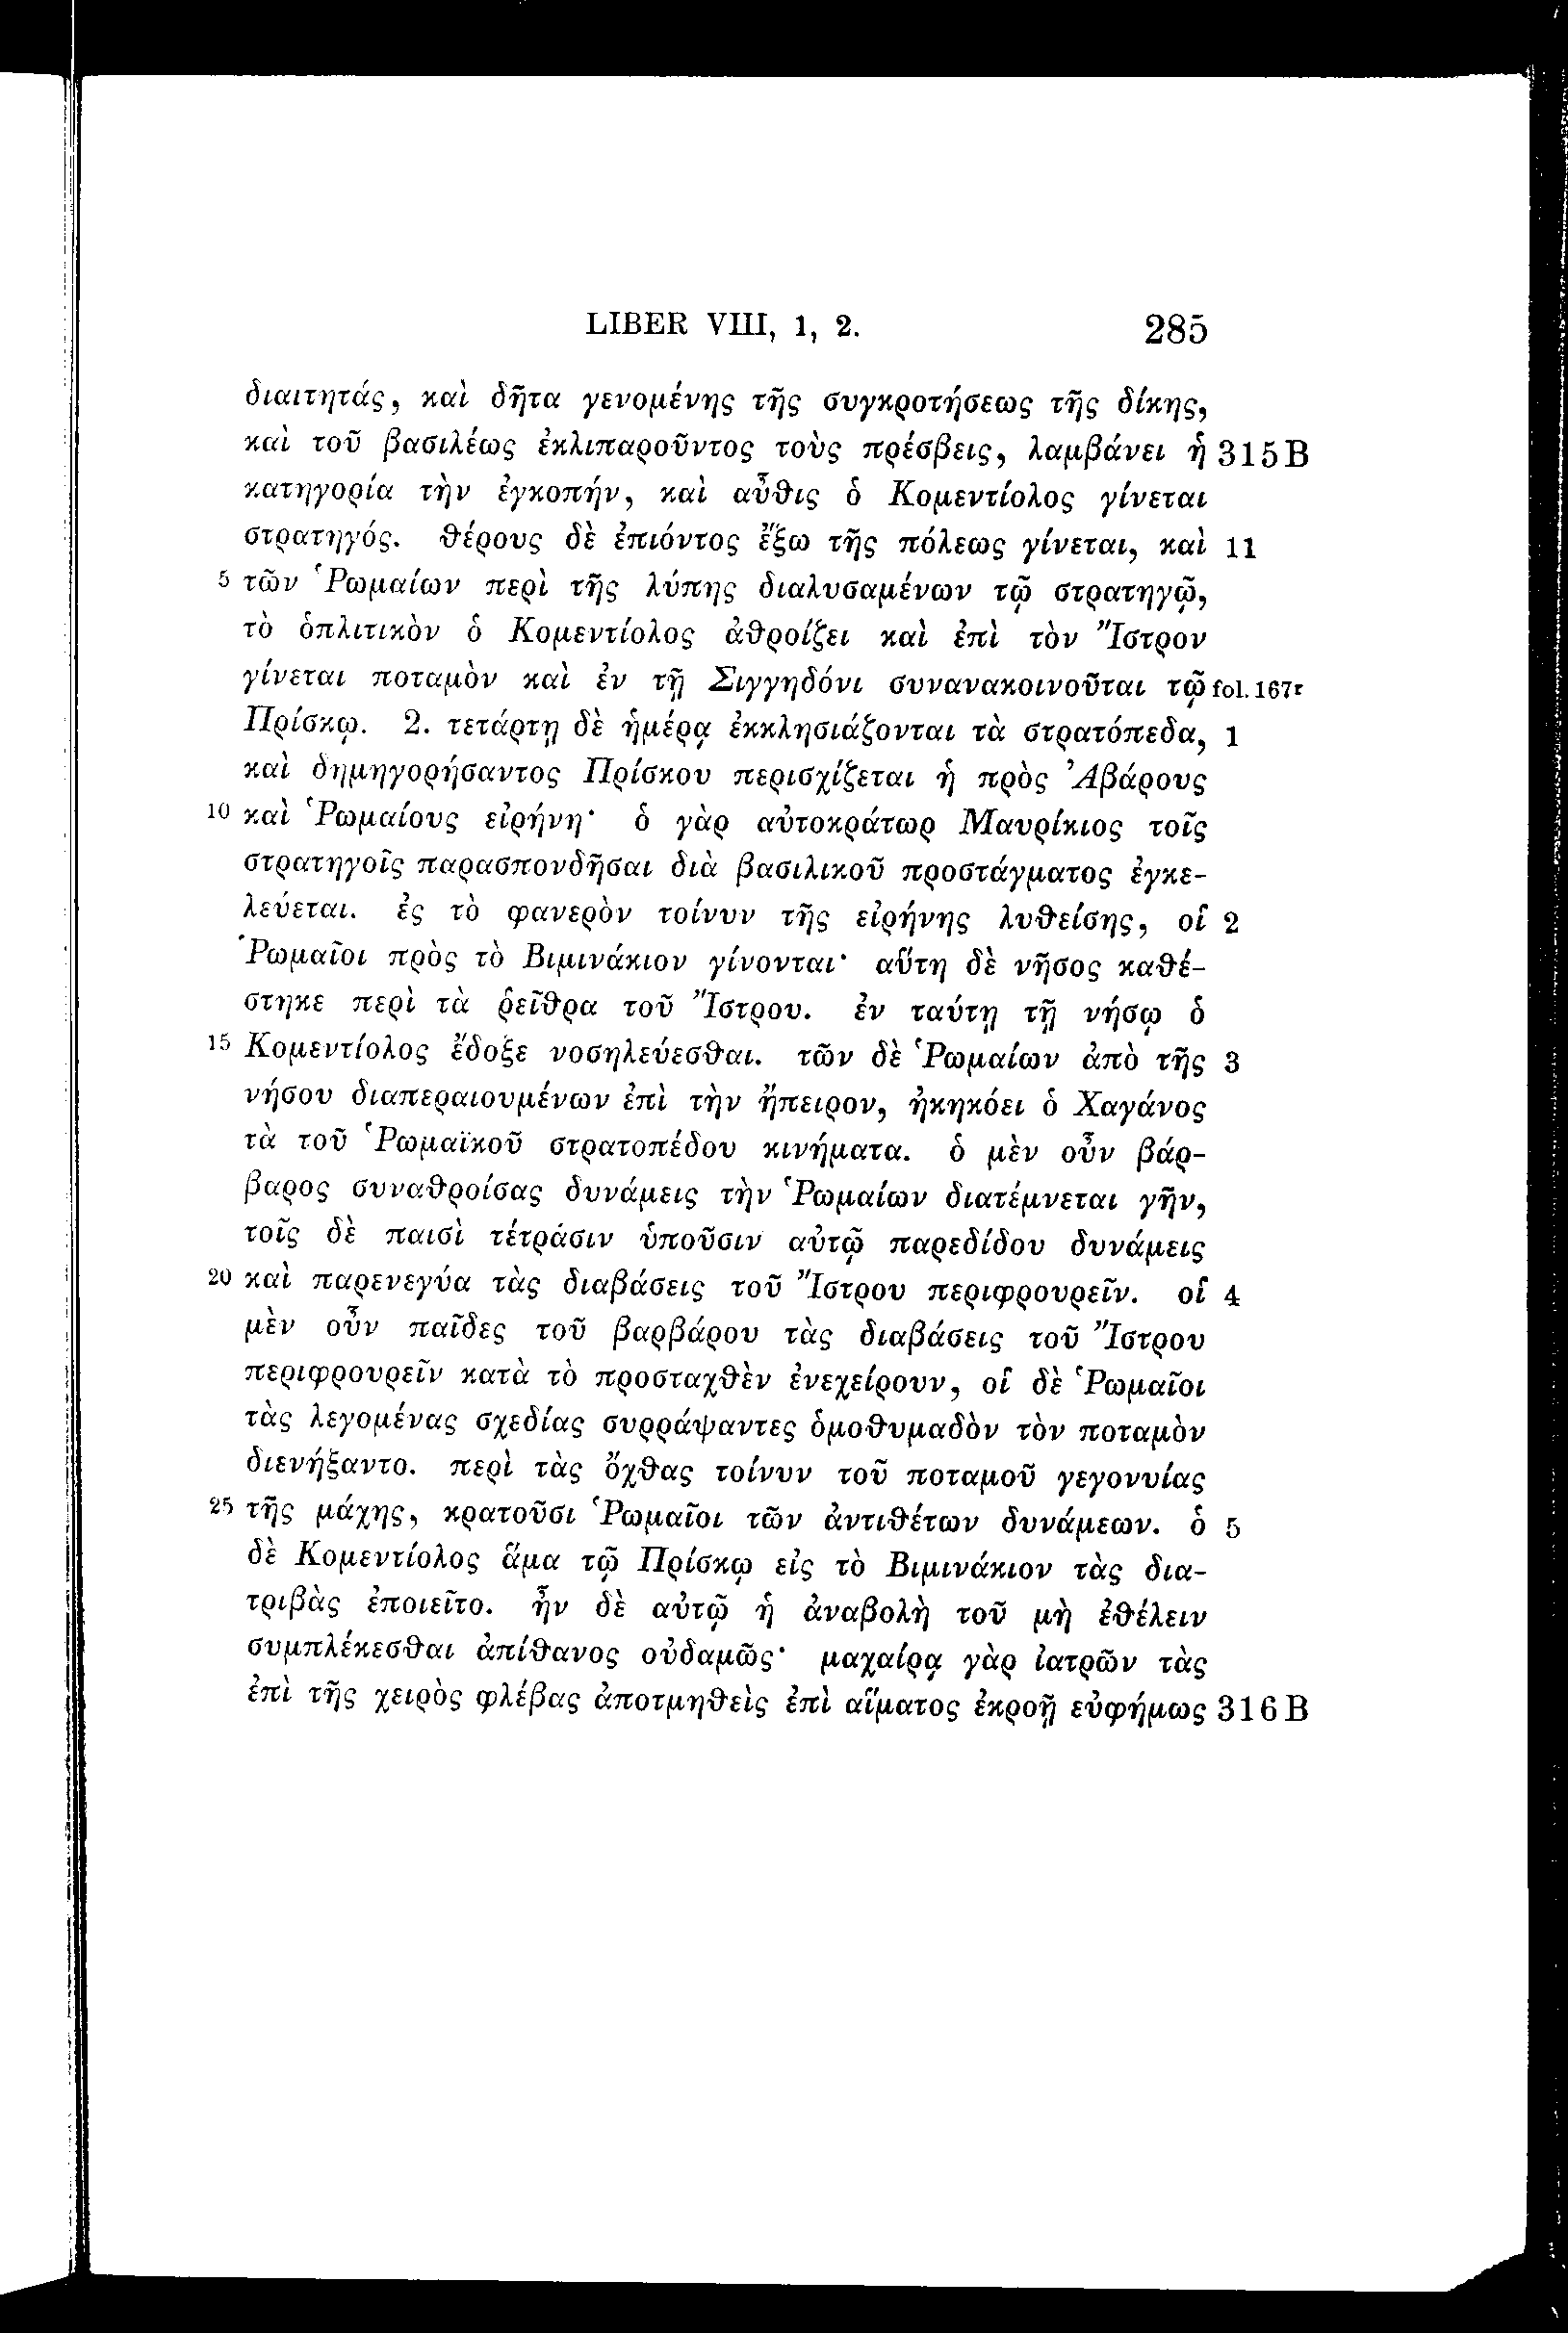 LIBER VIII, 1, 2. 285
διαιτητάς, καὶ δῆτα γενομένης τῆς συγκροτήσεως τῆς δίκης,
καὶ τοῦ βασιλέως ἐκλιπαροῦντος τοὺς πρέσβεις, λαμβάνει ἡ 315 B
κατηγορία τὴν ἐγκοπήν, καὶ αὖθις ὁ Κομεντίολος γίνεται
στρατηγός. θέρους δὲ ἐπιόντος ἔξω τῆς πόλεως γίνεται, καὶ 11
5 τῶν Ῥωμαίων περὶ τῆς λύπης διαλυσαμένων τῷ στρατηγῷ,
τὸ ὁπλιτικὸν ὁ Κομεντίολος ἀθροίζει καὶ ἐπὶ τὸν Ἴστρον
γίνεται ποταμὸν καὶ ἐν τῇ Σιγγηδόνι συνανακοινοῦται τῷ fol. 167r
Πρίσκῳ. 2. τετάρτῃ δὲ ἡμέρᾳ ἐκκλησιάζονται τὰ στρατόπεδα, 1
καὶ δημηγορήσαντος Πρίσκου περισχίζεται ἡ πρὸς Ἀβάρους
10 καὶ Ῥωμαίους εἰρήνη· ὁ γὰρ αὐτοκράτωρ Μαυρίκιος τοῖς
στρατηγοῖς παρασπονδῆσαι διὰ βασιλικοῦ προστάγματος ἐγκε-
λεύεται. ἐς τὸ φανερὸν τοίνυν τῆς εἰρήνης λυθείσης, οἱ 2
Ῥωμαῖοι πρὸς τὸ Βιμινάκιον γίνονται· αὕτη δὲ νῆσος καθέ-
στηκε περὶ τὰ ῥεῖθρα τοῦ Ἴστρου. ἐν ταύτῃ τῇ νήσῳ ὁ
15 Κομεντίολος ἔδοξε νοσηλεύεσθαι. τῶν δὲ Ῥωμαίων ἀπὸ τῆς 3
νήσου διαπεραιουμένων ἐπὶ τὴν ἤπειρον, ἠκηκόει ὁ Χαγάνος
τὰ τοῦ Ῥωμαϊκοῦ στρατοπέδου κινήματα. ὁ μὲν οὖν βάρ-
βαρος συναθροίσας δυνάμεις τὴν Ῥωμαίων διατέμνεται γῆν,
τοῖς δὲ παισὶ τέτράσιν ὑποῦσιν αὐτῷ παρεδίδου δυνάμεις
20 καὶ παρενεγύα τὰς διαβάσεις τοῦ Ἴστρου περιφρουρεῖν. οἱ 4
μὲν οὖν παῖδες τοῦ βαρβάρου τὰς διαβάσεις τοῦ Ἴστρου
περιφρουρεῖν κατὰ τὸ προσταχθὲν ἐνεχείρουν, οἱ δὲ Ῥωμαῖοι
τὰς λεγομένας σχεδίας συρράψαντες ὁμοθυμαδὸν τὸν ποταμὸν
διενήξαντο. περὶ τὰς ὄχθας τοίνυν τοῦ ποταμοῦ γεγονυίας
25 τῆς μάχης, κρατοῦσι Ῥωμαῖοι τῶν ἀντιθέτων δυνάμεων. ὁ 5
δὲ Κομεντίολος ἅμα τῷ Πρίσκῳ εἰς τὸ Βιμινάκιον τὰς δια-
τριβὰς ἐποιεῖτο. ἦν δὲ αὐτῷ ἡ ἀναβολὴ τοῦ μὴ ἐθέλειν
συμπλέκεσθαι ἀπίθανος οὐδαμῶς· μαχαίρᾳ γὰρ ἰατρῶν τὰς
ἐπὶ τῆς χειρὸς φλέβας ἀποτμηθεὶς ἐπὶ αἵματος ἐκροῇ εὐφήμως 316 B